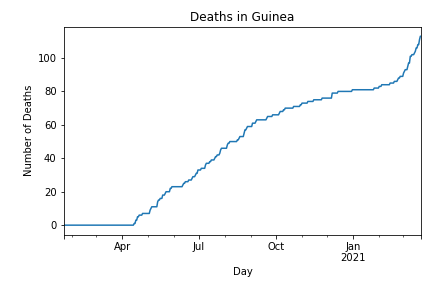 Deaths in Guinea
Number of Deaths
100
80
60
40
20
0
Apr
Jul
Oct
Jan
2021
Day